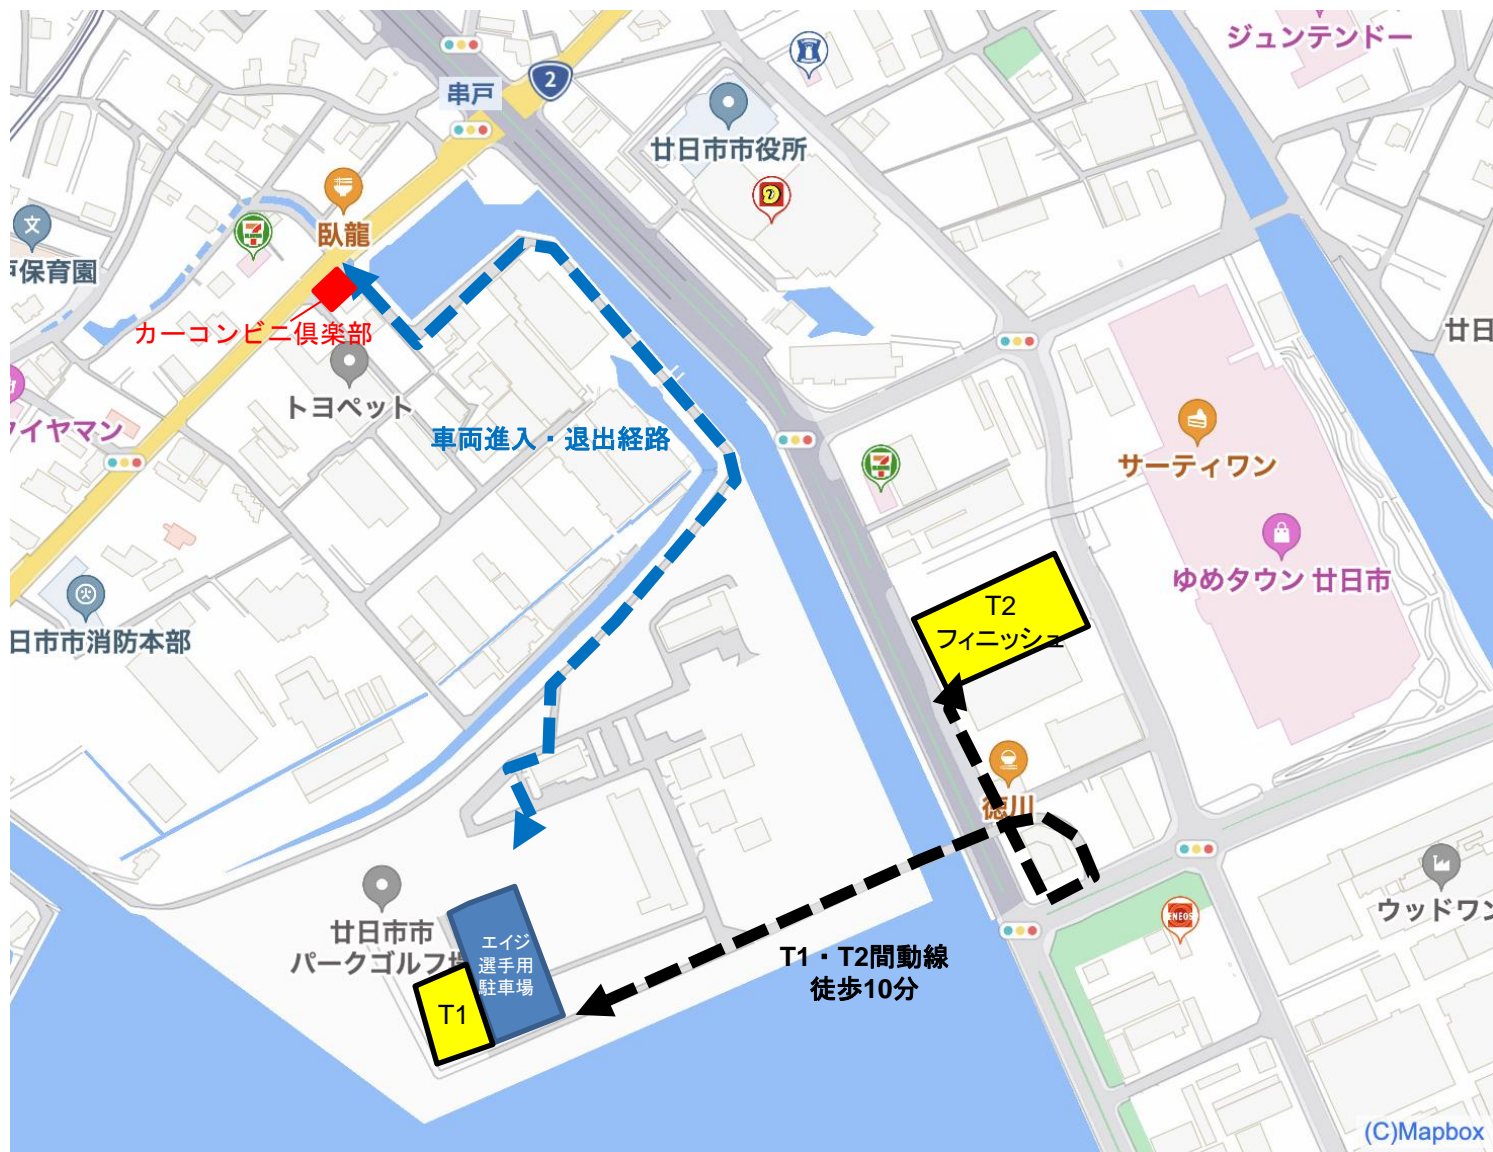 ジュンテンドー
2
串戸
廿日市市役所
文
臥龍
保育園
カーコンビニ倶楽部
廿日
トヨペット
イヤマン
車両進入・退出経路
サーティワン
ゆめタウン 廿日市
T2
フィニッシュ
日市市消防本部
徳川
ENEOS
ウッドワン
廿日市市
パークゴルフ場
エイジ
選手用
駐車場
T1
T1・T2間動線
徒歩10分
(C)Mapbox